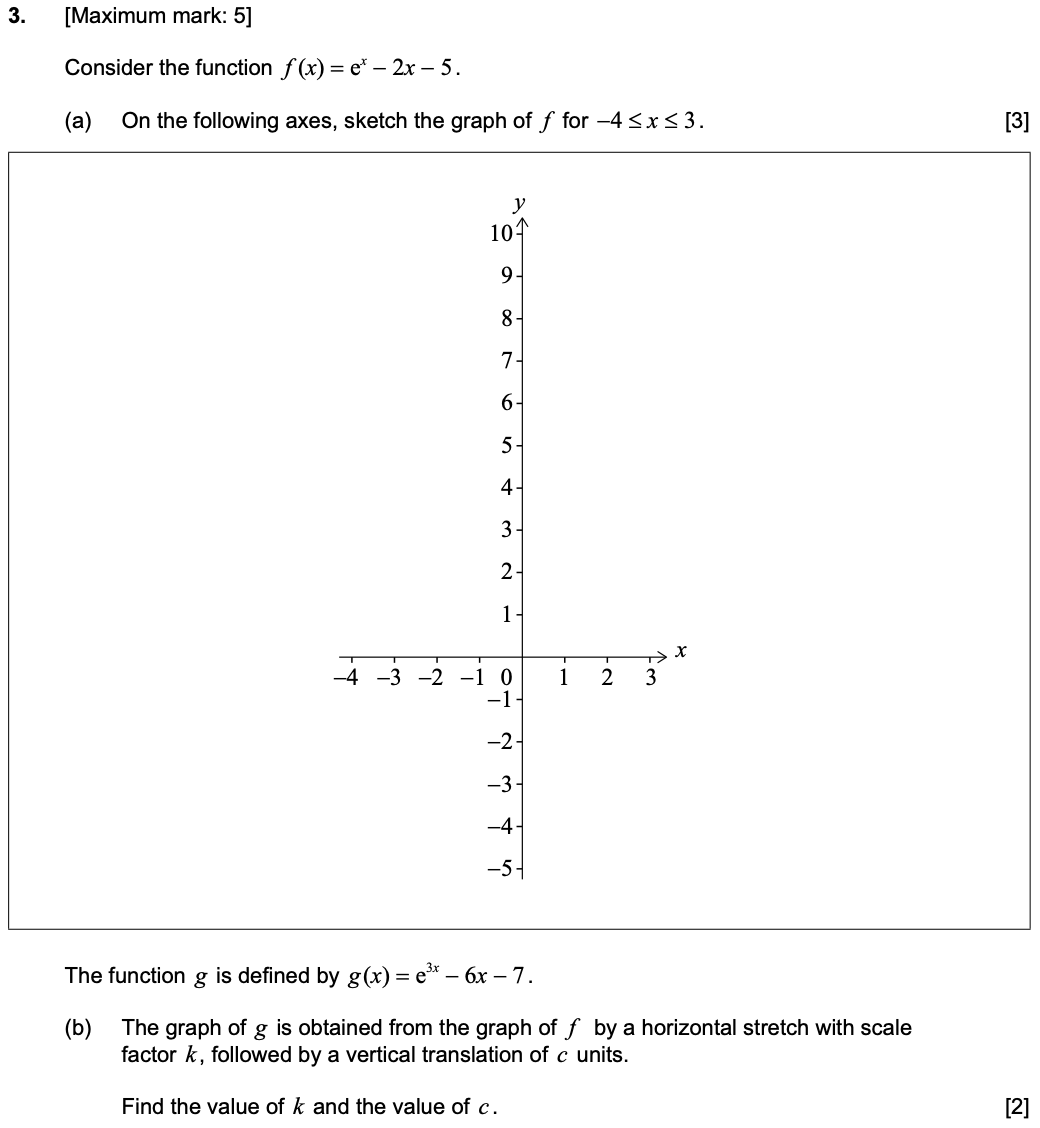 3. [Maximum mark: 5]
Consider the function f(x) = eˣ – 2x – 5.
(a) On the following axes, sketch the graph of f for –4 ≤ x ≤ 3. [3]
y
10
9
8
7
6
5
4
3
2
1
x
–4 –3 –2 –1 0 1 2 3
–1
–2
–3
–4
–5
The function g is defined by g(x) = e³ˣ – 6x – 7.
(b) The graph of g is obtained from the graph of f by a horizontal stretch with scale
factor k, followed by a vertical translation of c units.
Find the value of k and the value of c. [2]